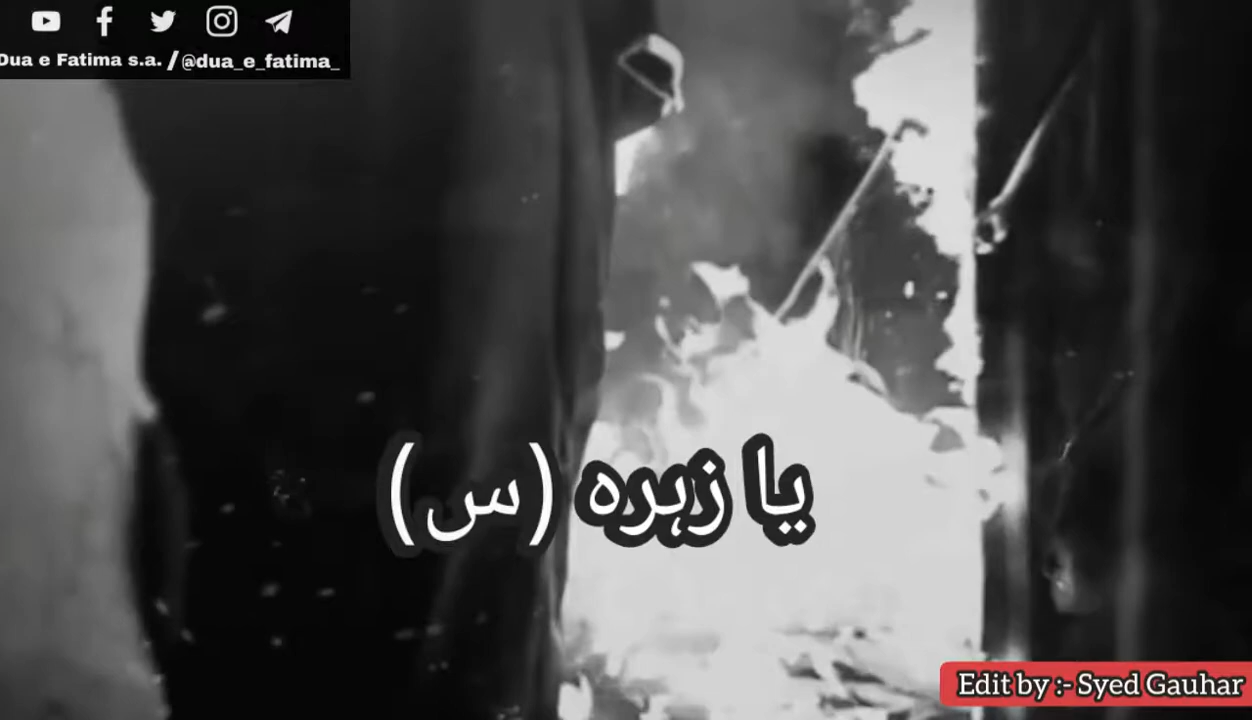 Dua e Fatima s.a. / @dua_e_fatima_
یا زہرہ (س)
Edit by :- Syed Gauhar